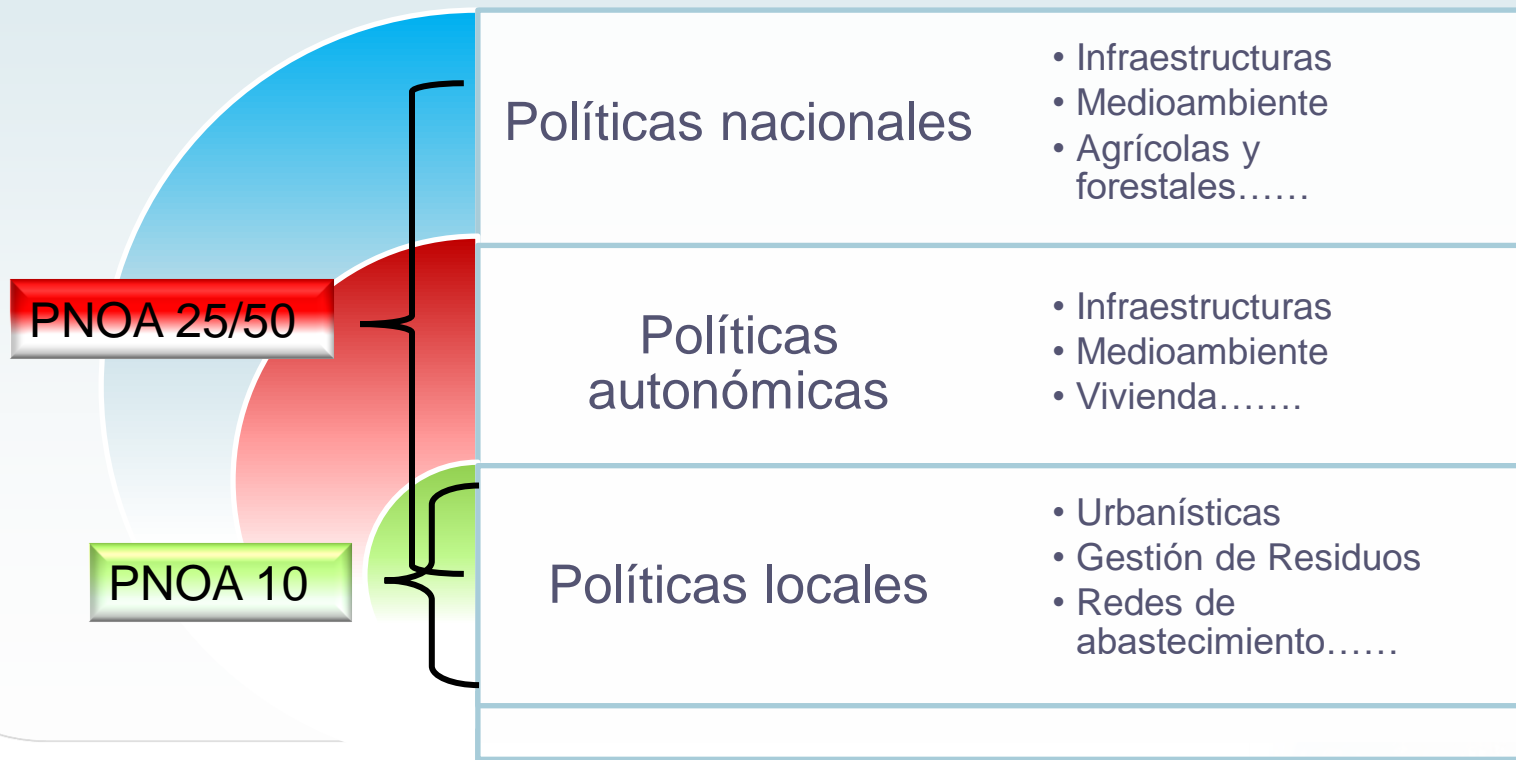 PNOA 25/50
PNOA 10
Políticas nacionales
• Infraestructuras
• Medioambiente
• Agrícolas y
forestales……
Políticas
autonómicas
• Infraestructuras
• Medioambiente
• Vivienda…….
Políticas locales
• Urbanísticas
• Gestión de Residuos
• Redes de
abastecimiento……